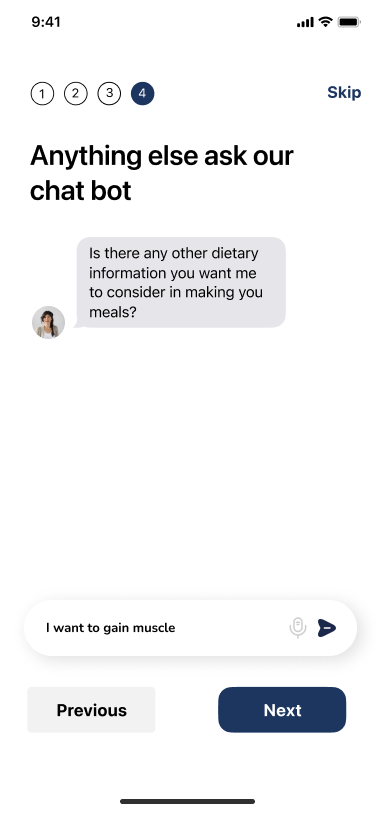 9:41
1 2 3 4 Skip
Anything else ask our
chat bot
Is there any other dietary
information you want me
to consider in making you
meals?
I want to gain muscle
Previous Next